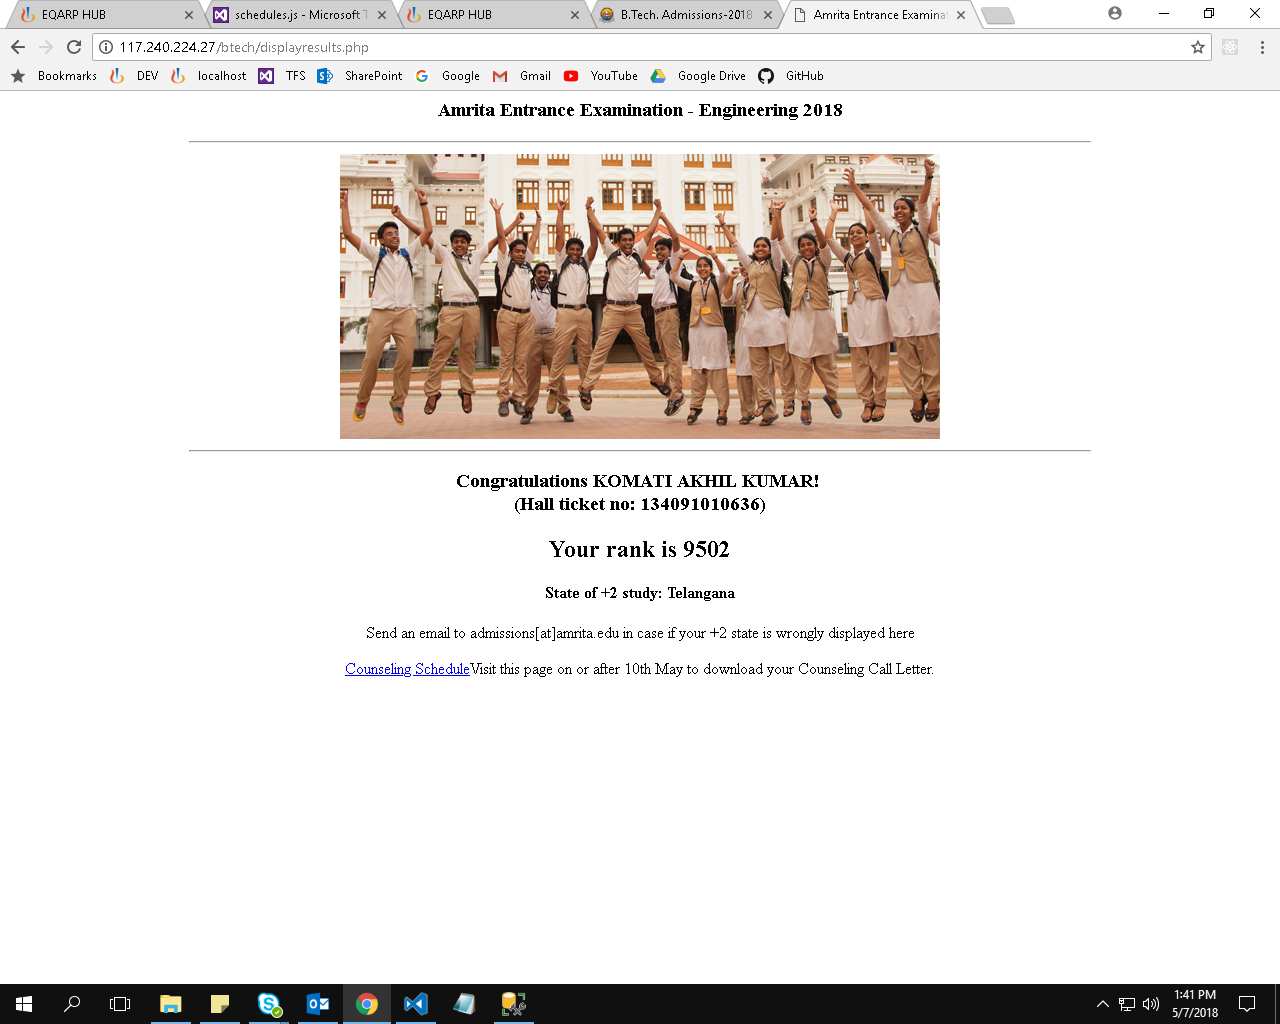 EQARP HUB
schedules.js - Microsoft T
EQARP HUB
B.Tech. Admissions-2018
Amrita Entrance Examinat
117.240.224.27/btech/displayresults.php
Bookmarks DEV localhost TFS SharePoint Google Gmail YouTube Google Drive GitHub
Amrita Entrance Examination - Engineering 2018
Congratulations KOMATI AKHIL KUMAR!
(Hall ticket no: 134091010636)
Your rank is 9502
State of +2 study: Telangana
Send an email to admissions[at]amrita.edu in case if your +2 state is wrongly displayed here
Counseling ScheduleVisit this page on or after 10th May to download your Counseling Call Letter.
1:41 PM
5/7/2018